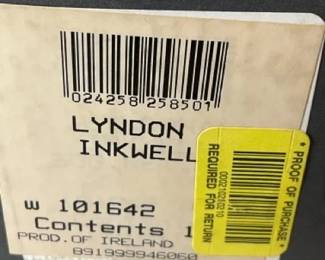 024258 258501
LYNDON
INKWELL
W 101642
Contents 1
PROD.OF IRELAND
891999946060
* PROOF OF PURCHASE *
REQUIRED FOR RETURN